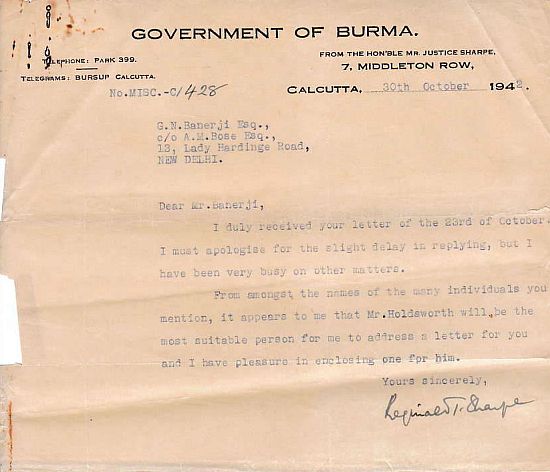 GOVERNMENT OF BURMA.
TELEPHONE: PARK 399.
TELEGRAMS: BURSUP CALCUTTA.
FROM THE HON'BLE MR. JUSTICE SHARPE,
7, MIDDLETON ROW,
No. MISC.-C/428
CALCUTTA, 30th October 1942.
G.N.Banerji Esq.,
c/o A.M.Bose Esq.,
13, Lady Hardinge Road,
NEW DELHI.
Dear Mr.Banerji,
I duly received your letter of the 23rd of October.
I must apologise for the slight delay in replying, but I
have been very busy on other matters.
From amongst the names of the many individuals you
mention, it appears to me that Mr.Holdsworth will be the
most suitable person for me to address a letter for you
and I have pleasure in enclosing one for him.
Yours sincerely,
Reginald T. Sharpe